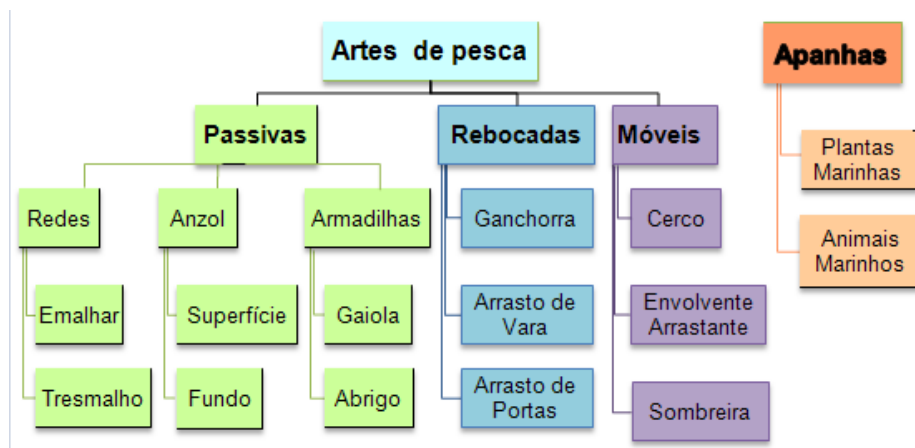 Artes de pesca
Apanhas
Passivas
Rebocadas
Móveis
Plantas
Marinhas
Redes
Anzol
Armadilhas
Ganchorra
Cerco
Animais
Marinhos
Emalhar
Superfície
Gaiola
Arrasto de
Vara
Envolvente
Arrastante
Tresmalho
Fundo
Abrigo
Arrasto de
Portas
Sombreira